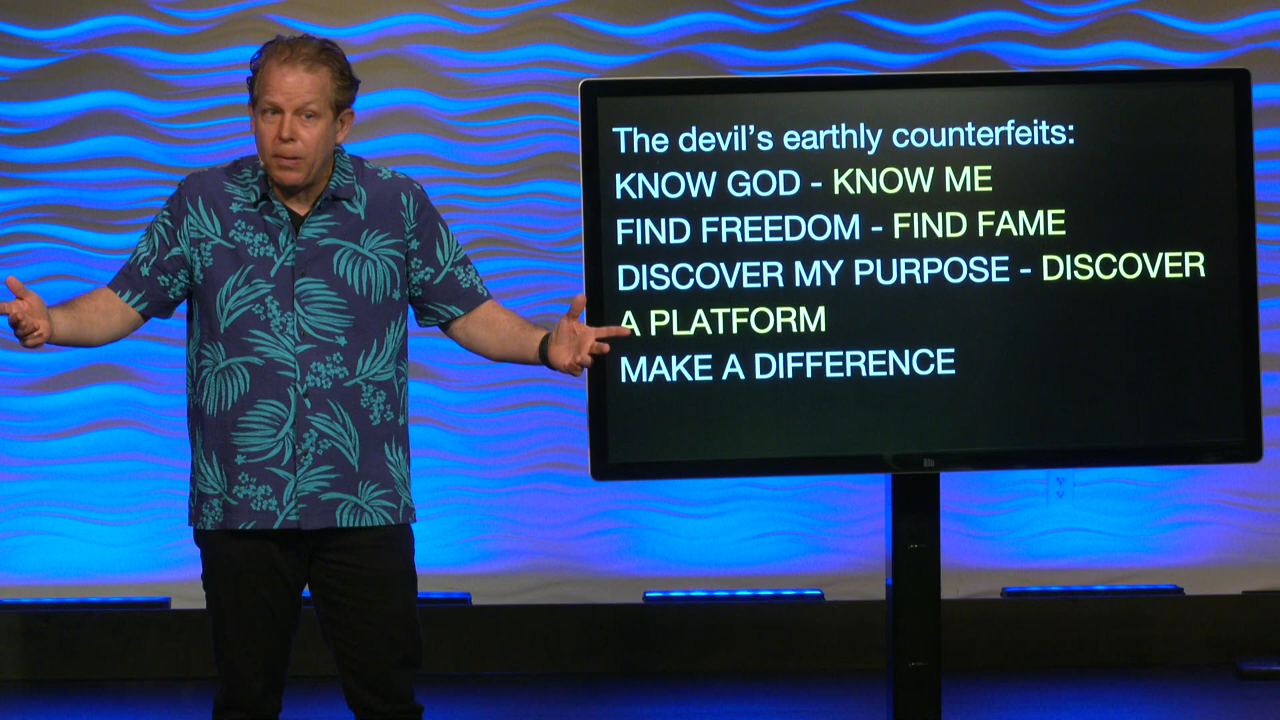 The devil's earthly counterfeits:
KNOW GOD - KNOW ME
FIND FREEDOM - FIND FAME
DISCOVER MY PURPOSE - DISCOVER
A PLATFORM
MAKE A DIFFERENCE
elo